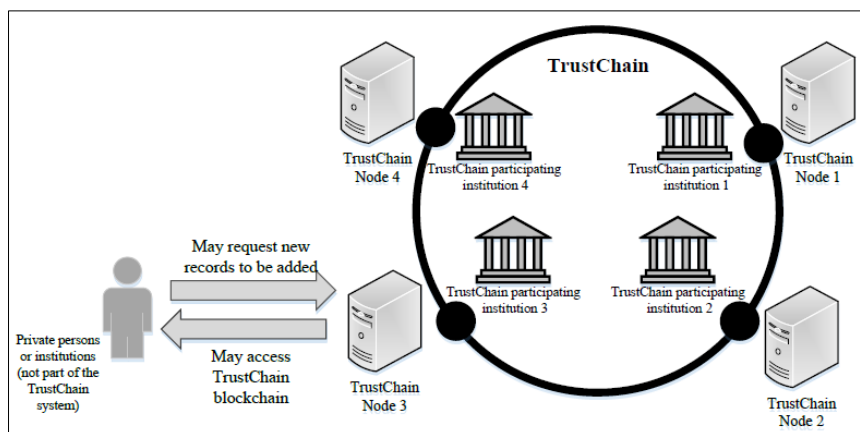 TrustChain
TrustChain
Node 4
TrustChain participating
institution 4
TrustChain participating
institution 1
TrustChain
Node 1
May request new
records to be added
TrustChain participating
institution 3
TrustChain participating
institution 2
Private persons
or institutions
(not part of the
TrustChain
system)
May access
TrustChain
blockchain
TrustChain
Node 3
TrustChain
Node 2